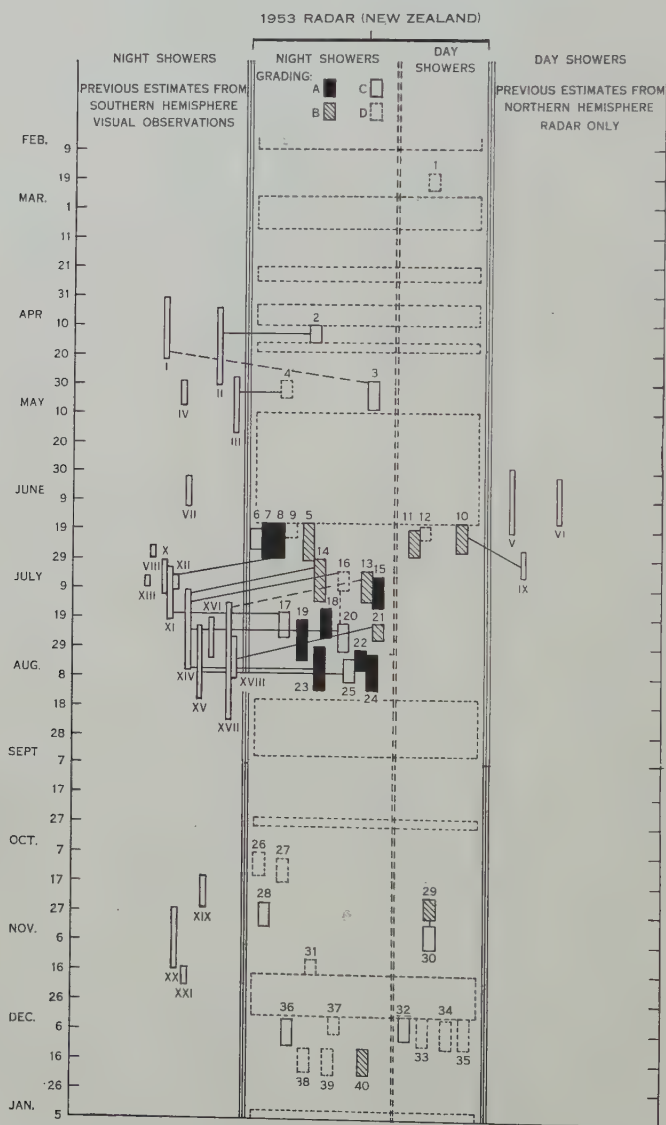 1953 RADAR (NEW ZEALAND)
NIGHT SHOWERS
PREVIOUS ESTIMATES FROM
SOUTHERN HEMISPHERE
VISUAL OBSERVATIONS
NIGHT SHOWERS
GRADING:
A
B
C
D
DAY
SHOWERS
DAY SHOWERS
PREVIOUS ESTIMATES FROM
NORTHERN HEMISPHERE
RADAR ONLY
FEB.
9
19
1
MAR.
1
11
21
31
APR
10
2
20
I
II
30
4
3
MAY
10
IV
III
20
30
JUNE
9
VII
V
VI
19
6 7 8 9 5
11 12 10
29
VIII X XII
14
IX
JULY
9
XIII
16 13 15
19
XI XVI
17 18
19 20 21
29
XIV XVIII
22
AUG.
8
XV
23 25 24
18
XVII
28
SEPT
7
17
27
OCT.
7
26 27
17
27
XIX
28
29
NOV.
6
30
16
XX
XXI
31
26
DEC.
6
36 37
32 34
33 35
16
38 39 40
26
JAN.
5